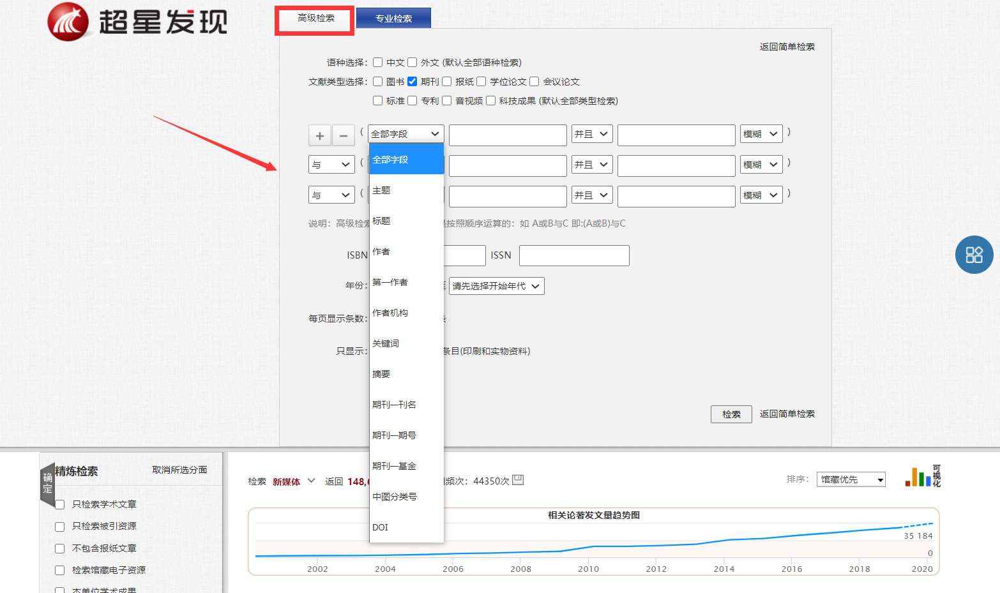 超星发现
高级检索
专业检索
返回简单检索
语种选择： 中文 外文 (默认全部语种检索)
文献类型选择： 图书 期刊 报纸 学位论文 会议论文
标准 专利 音视频 科技成果 (默认全部类型检索)
+ − ( 全部字段 并且 模糊 )
与 ( 并且 模糊 )
与 ( 并且 模糊 )
全部字段
主题
标题
作者
第一作者
作者机构
关键词
摘要
期刊—刊名
期刊—期号
期刊—基金
中图分类号
DOI
说明：高级检索 是按照顺序运算的：如 A或B与C 即:(A或B)与C
ISBN ISSN
年份： 至 请先选择开始年代
每页显示条数： 条
只显示： 条目(印刷和实物资料)
检索 返回简单检索
确定
精炼检索 取消所选分面
只检索学术文章
只检索被引资源
不包含报纸文章
检索馆藏电子资源
本单位学术成果
检索 新媒体 返回 148, 频次：44350次
排序： 馆藏优先
可视化
相关论著发文量趋势图
35 184
0
2002 2004 2006 2008 2010 2012 2014 2016 2018 2020